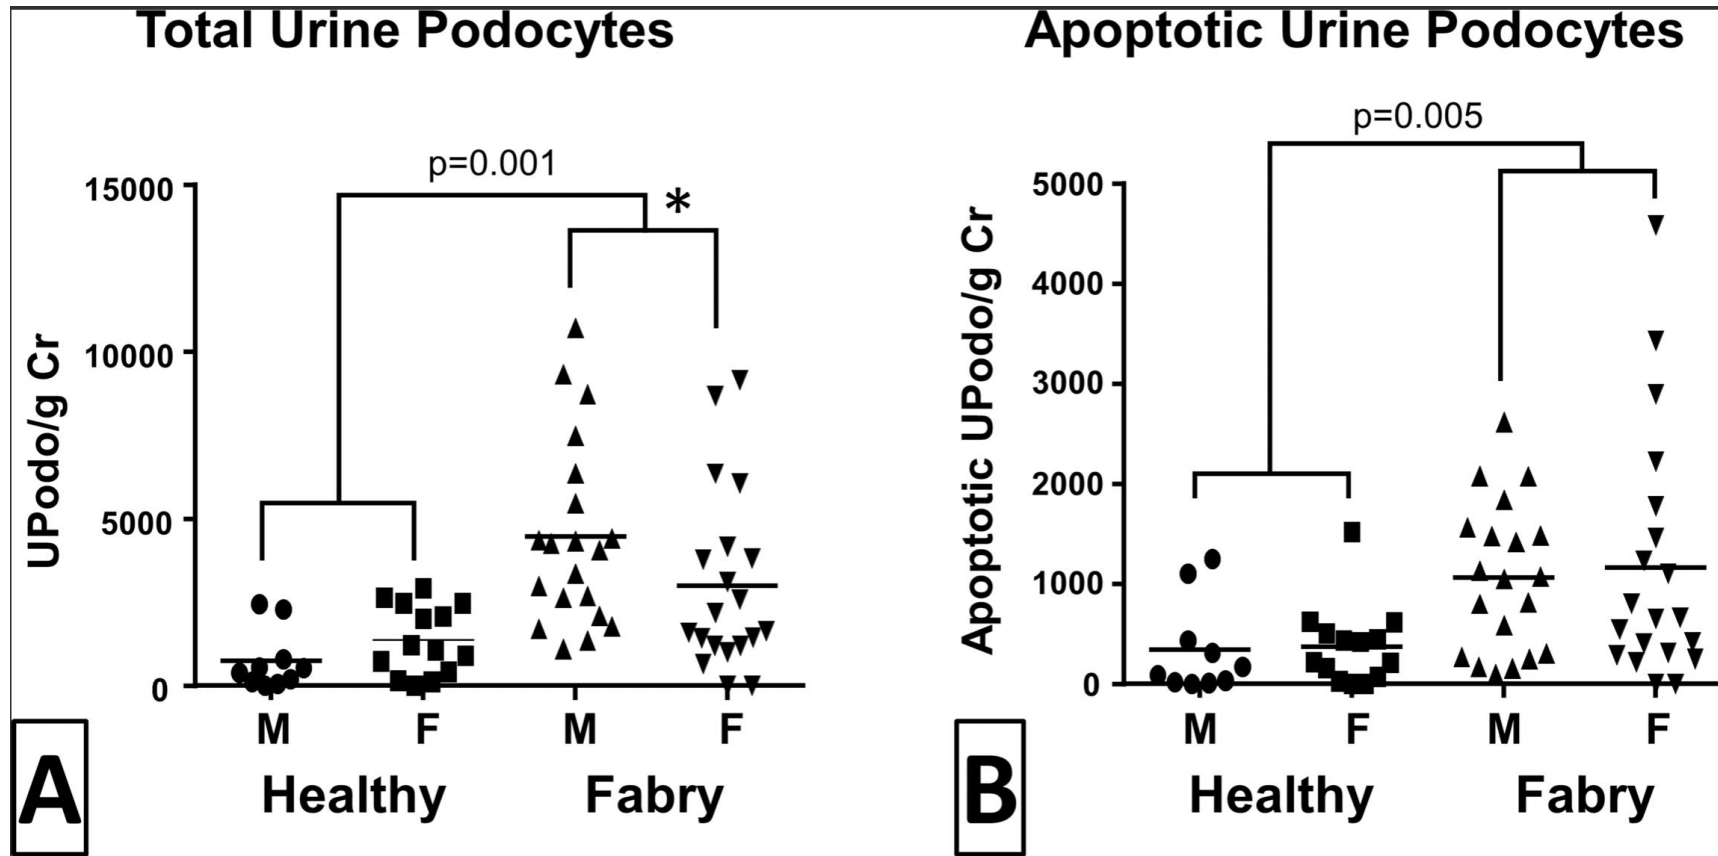 Total Urine Podocytes
p=0.001
*
15000
10000
5000
0
UPodo/g Cr
M F M F
Healthy Fabry
A
Apoptotic Urine Podocytes
p=0.005
5000
4000
3000
2000
1000
0
Apoptotic UPodo/g Cr
M F M F
Healthy Fabry
B